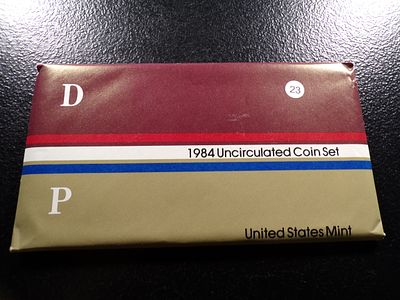 D
23
1984 Uncirculated Coin Set
P
United States Mint